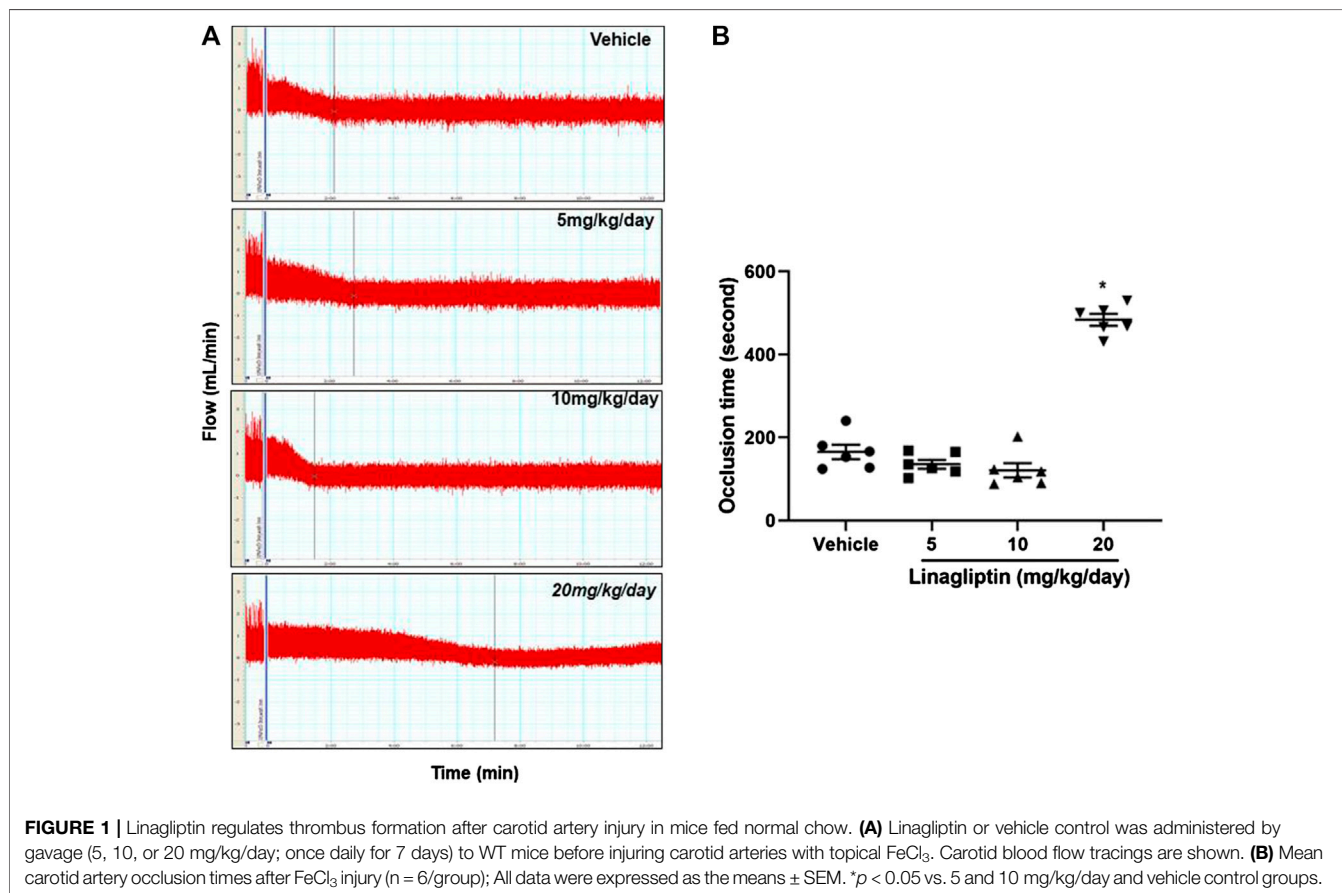 A
B
Vehicle
5mg/kg/day
10mg/kg/day
20mg/kg/day
Flow (mL/min)
Time (min)
Occlusion time (second)
600
400
200
0
*
Vehicle
5
10
20
Linagliptin (mg/kg/day)
FIGURE 1 | Linagliptin regulates thrombus formation after carotid artery injury in mice fed normal chow. (A) Linagliptin or vehicle control was administered by
gavage (5, 10, or 20 mg/kg/day; once daily for 7 days) to WT mice before injuring carotid arteries with topical FeCl₃. Carotid blood flow tracings are shown. (B) Mean
carotid artery occlusion times after FeCl₃ injury (n = 6/group); All data were expressed as the means ± SEM. *p < 0.05 vs. 5 and 10 mg/kg/day and vehicle control groups.